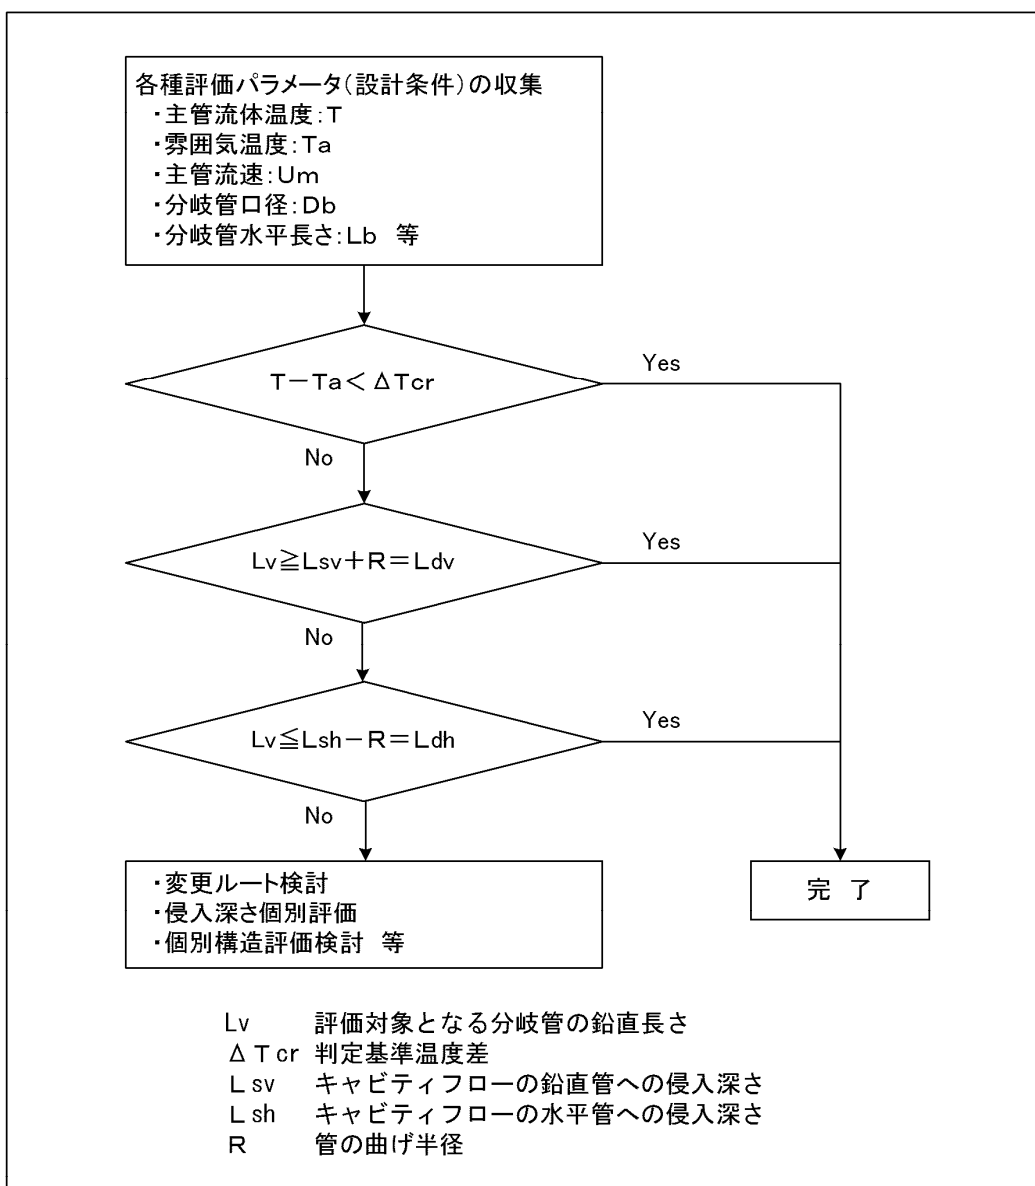 各種評価パラメータ(設計条件)の収集
・主管流体温度:T
・雰囲気温度:Ta
・主管流速:Um
・分岐管口径:Db
・分岐管水平長さ:Lb 等
T－Ta＜ΔTcr
Yes
No
Lv≧Lsv＋R＝Ldv
Yes
No
Lv≦Lsh－R＝Ldh
Yes
No
・変更ルート検討
・侵入深さ個別評価
・個別構造評価検討 等
完 了
Lv 評価対象となる分岐管の鉛直長さ
ΔTcr 判定基準温度差
Lsv キャビティフローの鉛直管への侵入深さ
Lsh キャビティフローの水平管への侵入深さ
R 管の曲げ半径